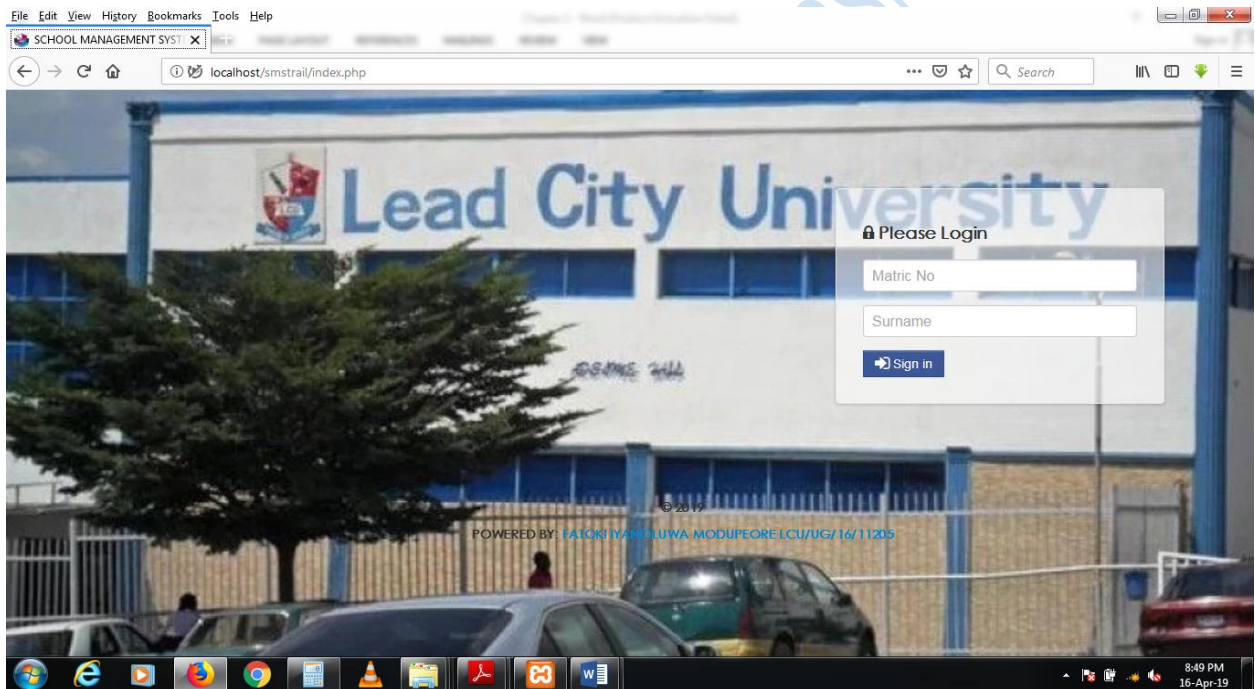 File Edit View History Bookmarks Tools Help
SCHOOL MANAGEMENT SYST
localhost/smstrail/index.php
Search
Lead City University
Please Login
Matric No
Surname
Sign in
© 2019
POWERED BY: FATOKI IYANOLUWA MODUPEORE LCU/UG/16/11205
8:49 PM
16-Apr-19